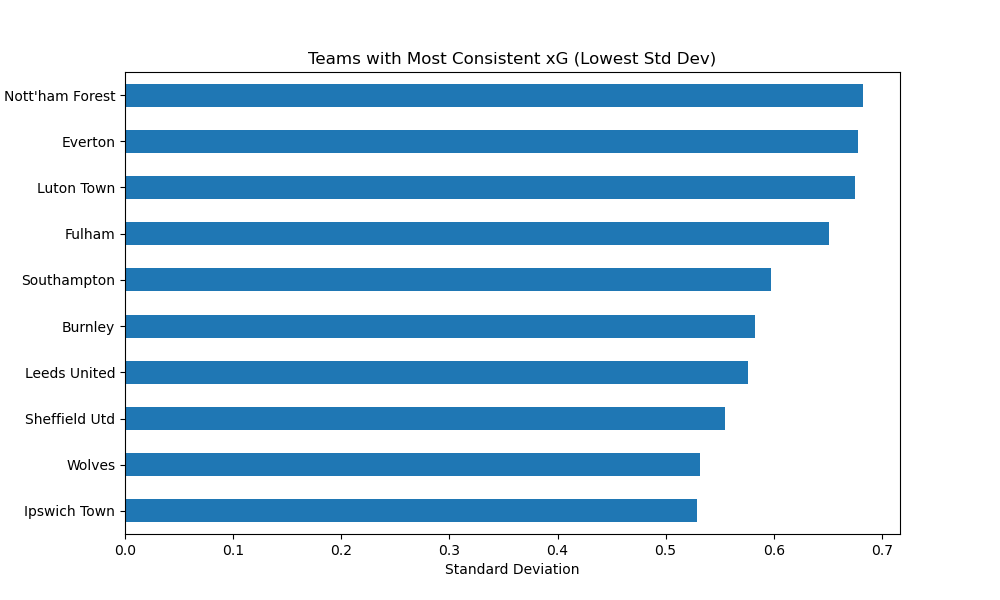 Teams with Most Consistent xG (Lowest Std Dev)
Nott'ham Forest
Everton
Luton Town
Fulham
Southampton
Burnley
Leeds United
Sheffield Utd
Wolves
Ipswich Town
0.0 0.1 0.2 0.3 0.4 0.5 0.6 0.7
Standard Deviation